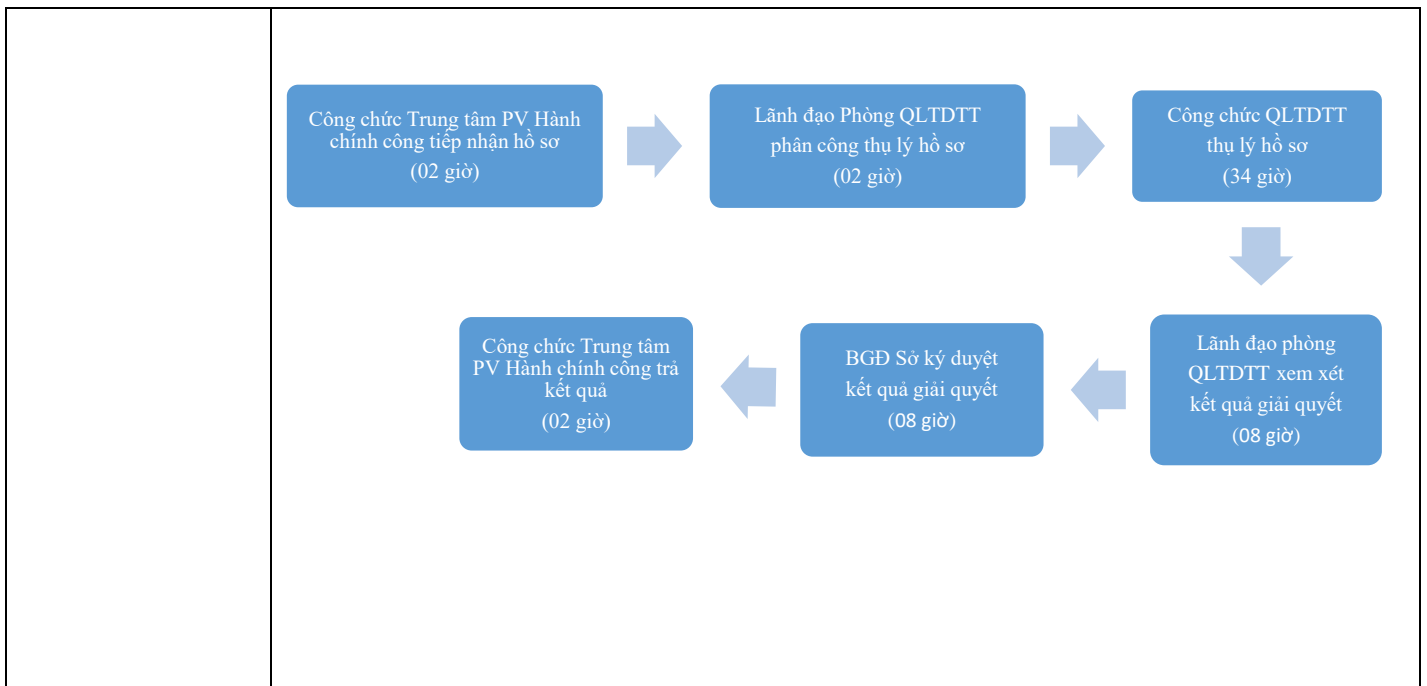 Công chức Trung tâm PV Hành
chính công tiếp nhận hồ sơ
(02 giờ)
Lãnh đạo Phòng QLTDTT
phân công thụ lý hồ sơ
(02 giờ)
Công chức QLTDTT
thụ lý hồ sơ
(34 giờ)
Lãnh đạo phòng
QLTDTT xem xét
kết quả giải quyết
(08 giờ)
BGĐ Sở ký duyệt
kết quả giải quyết
(08 giờ)
Công chức Trung tâm
PV Hành chính công trả
kết quả
(02 giờ)